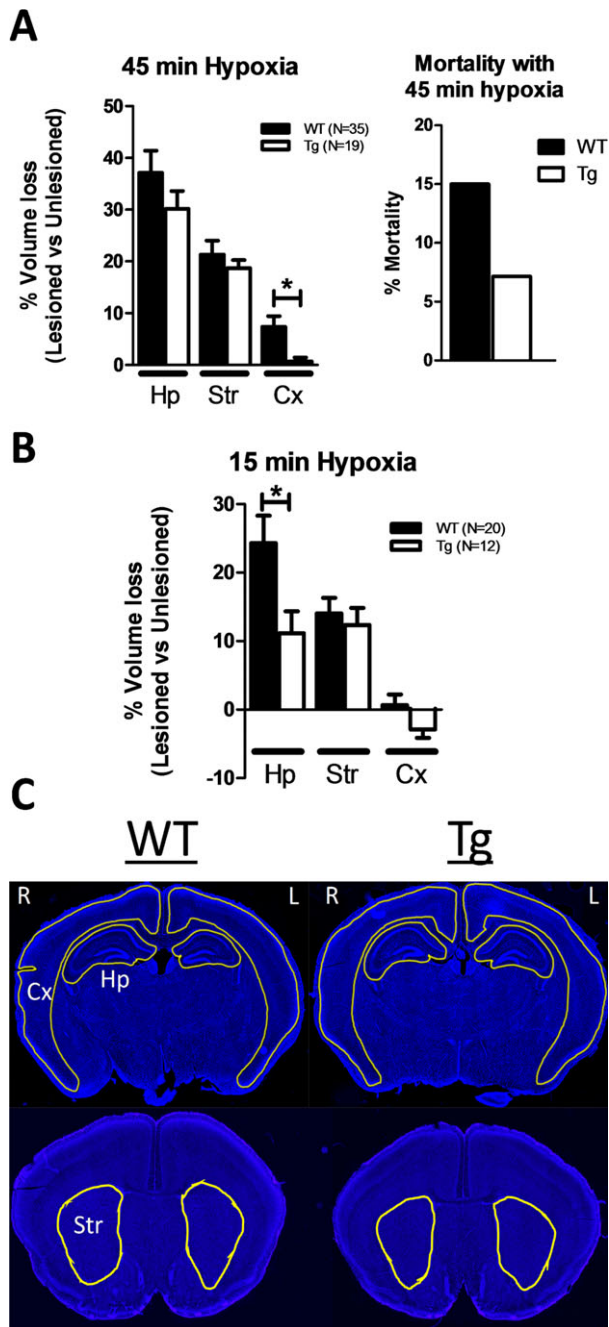 A
45 min Hypoxia
% Volume loss
(Lesioned vs Unlesioned)
50
40
30
20
10
0
WT (N=35)
Tg (N=19)
*
Hp Str Cx
Mortality with
45 min hypoxia
% Mortality
20
15
10
5
0
WT
Tg
B
15 min Hypoxia
% Volume loss
(Lesioned vs Unlesioned)
30
20
10
0
-10
*
WT (N=20)
Tg (N=12)
Hp Str Cx
C
WT Tg
R L R L
Cx Hp
Str